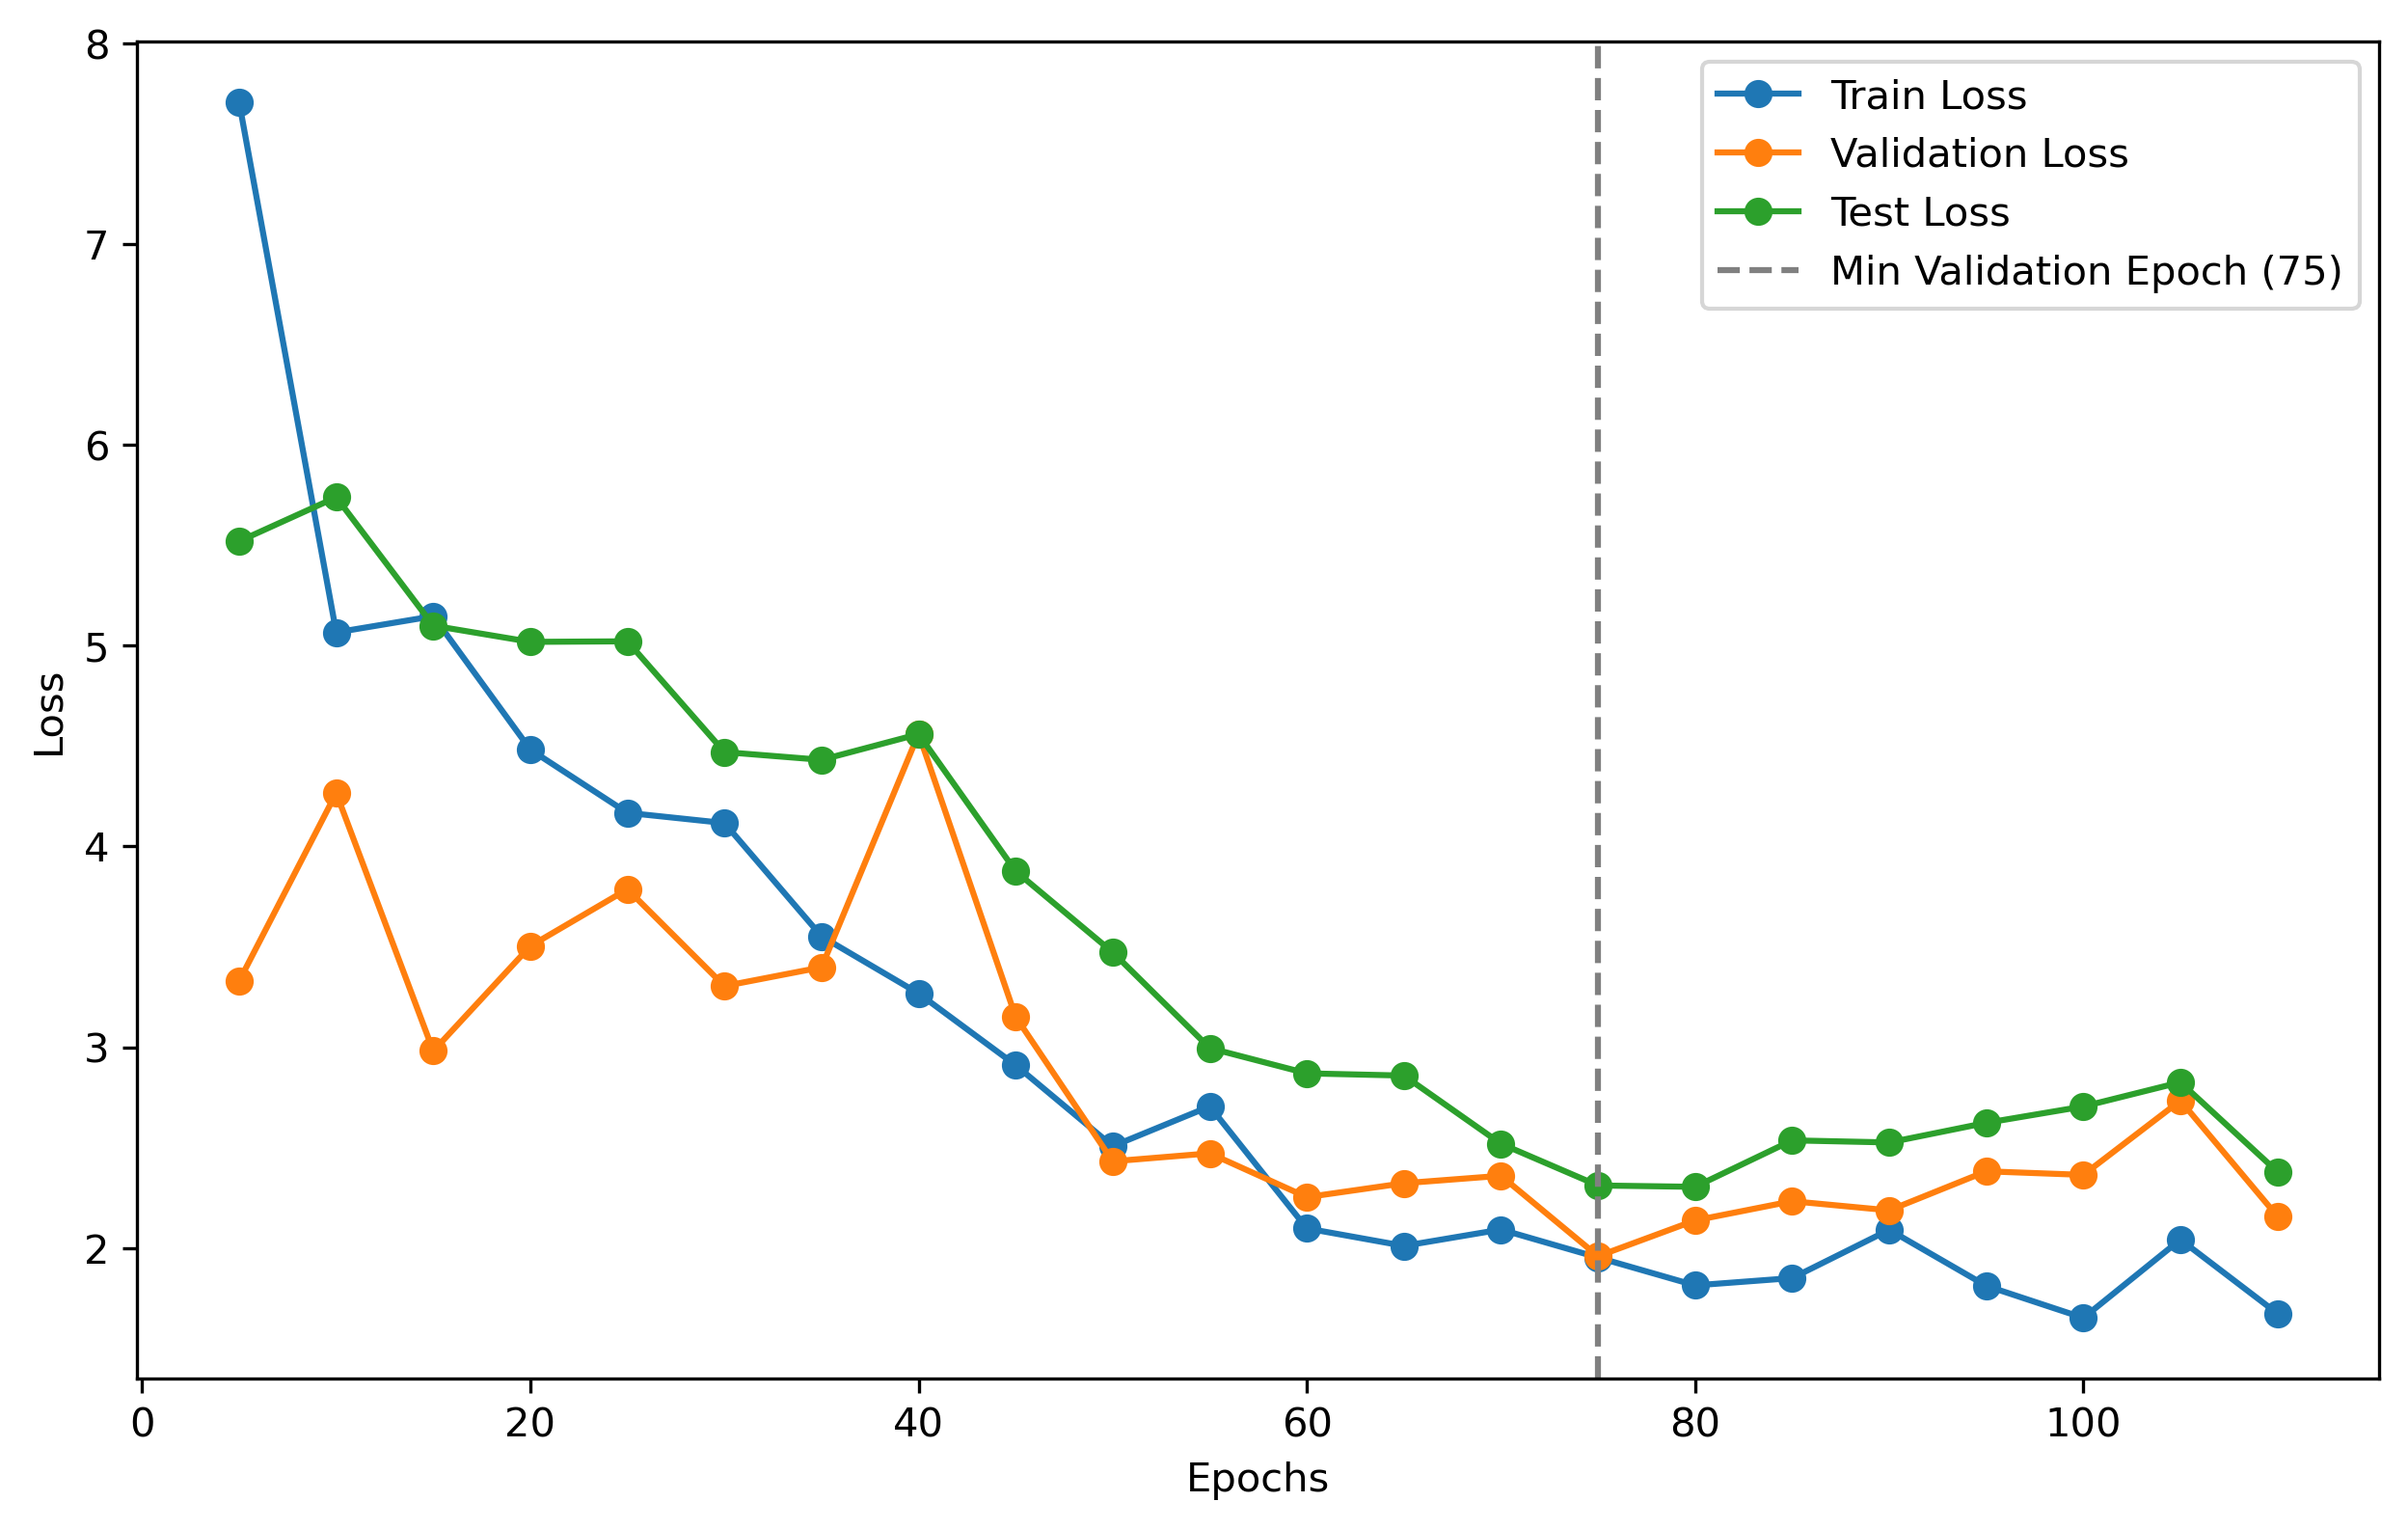 8
7
6
5
4
3
2
Loss
0 20 40 60 80 100
Epochs
Train Loss
Validation Loss
Test Loss
Min Validation Epoch (75)